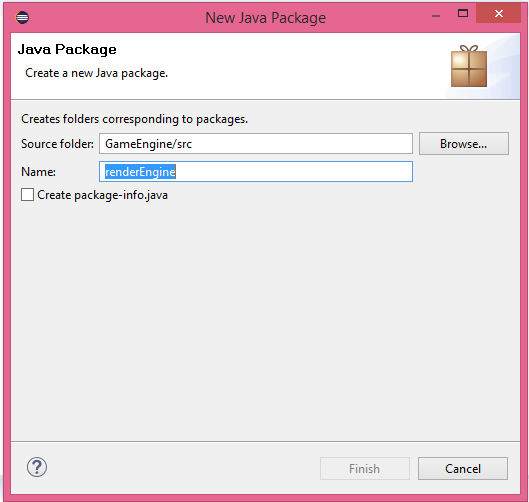 New Java Package
Java Package
Create a new Java package.
Creates folders corresponding to packages.
Source folder: GameEngine/src Browse...
Name: renderEngine
Create package-info.java
? Finish Cancel